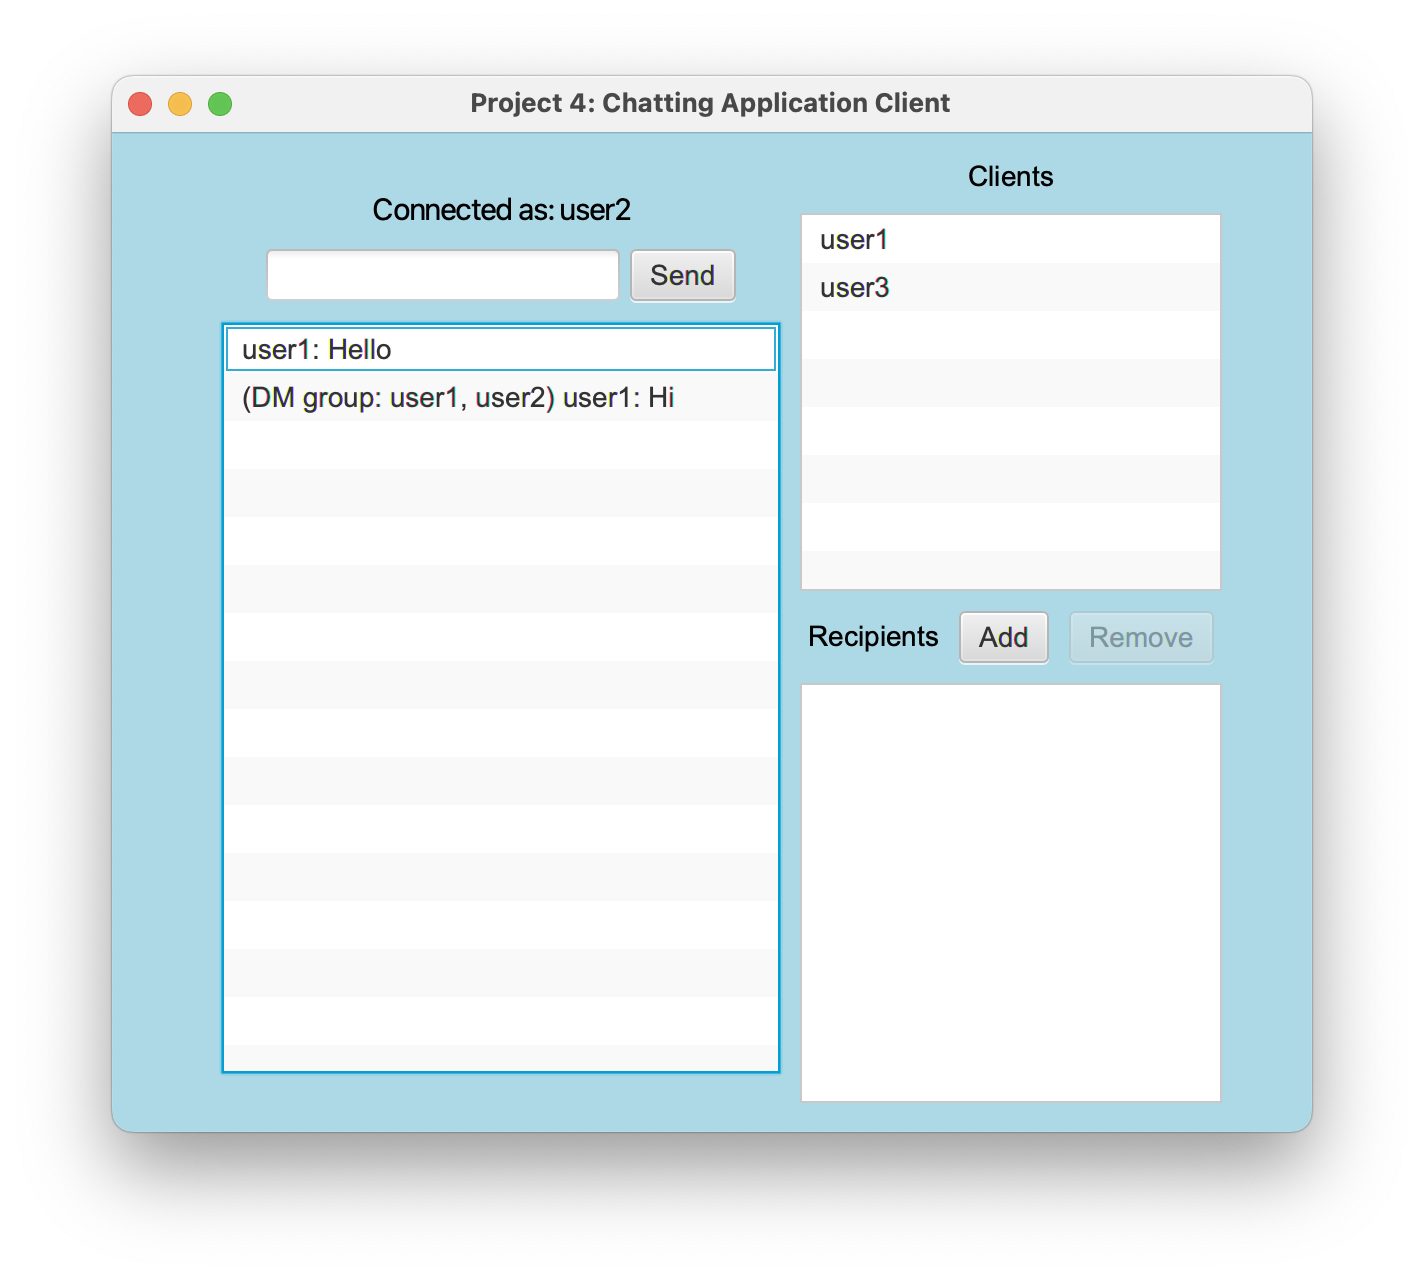 Project 4: Chatting Application Client
Connected as: user2
Send
user1: Hello
(DM group: user1, user2) user1: Hi
Clients
user1
user3
Recipients Add Remove